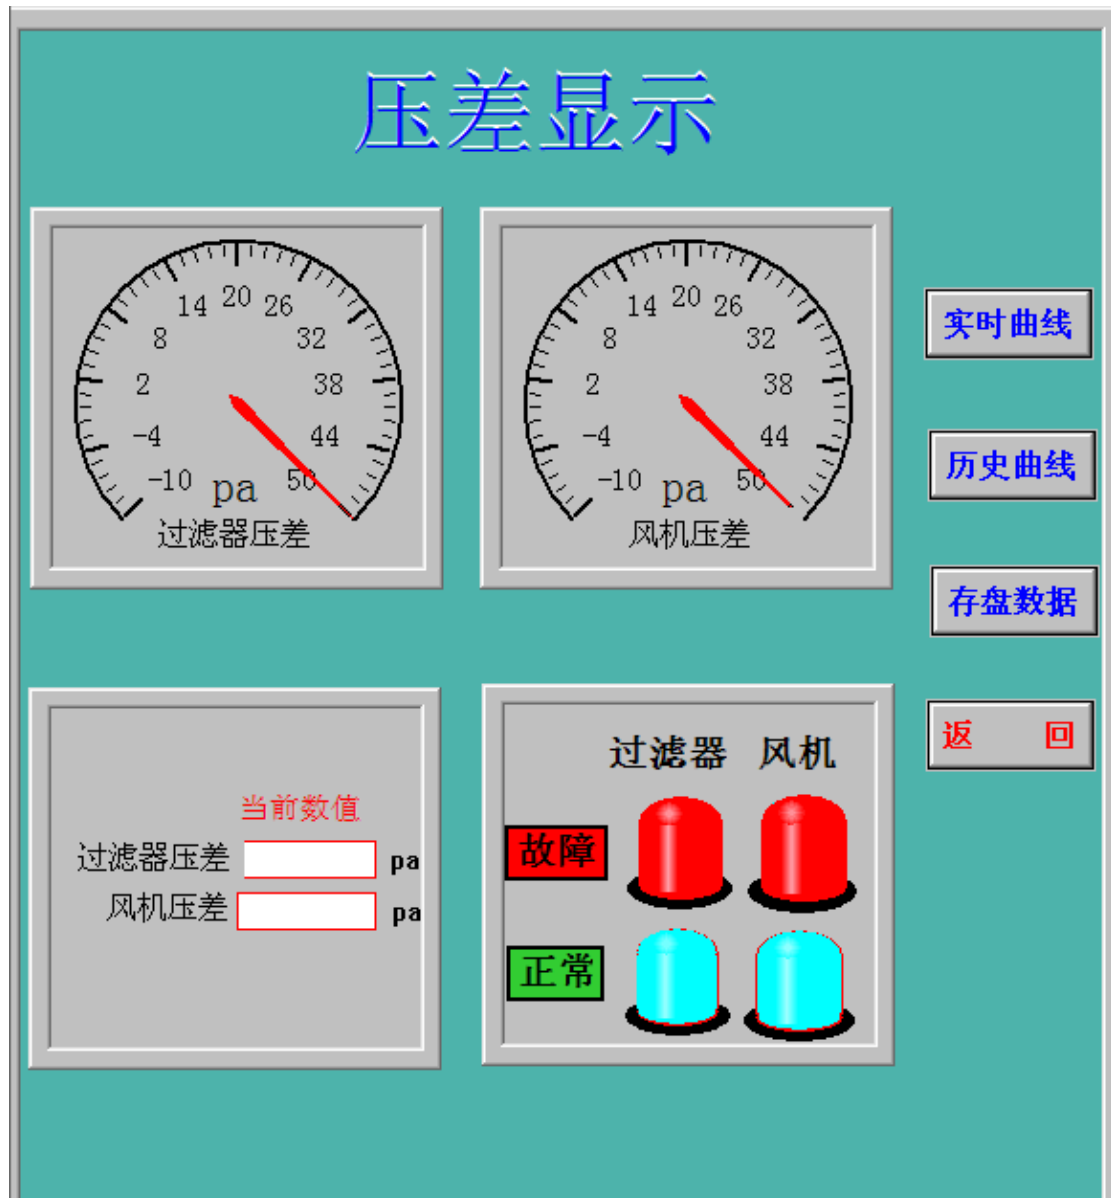 压差显示
14 20 26
8 32
2 38
-4 44
-10 pa 50
过滤器压差
14 20 26
8 32
2 38
-4 44
-10 pa 50
风机压差
实时曲线
历史曲线
存盘数据
返 回
当前数值
过滤器压差 pa
风机压差 pa
过滤器 风机
故障
正常